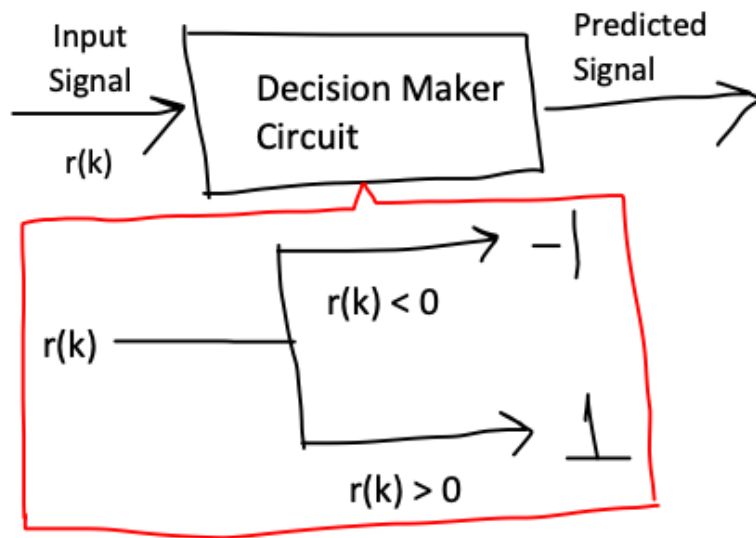 Input
Signal
r(k)
Decision Maker
Circuit
Predicted
Signal
r(k)
r(k) < 0
-1
r(k) > 0
1